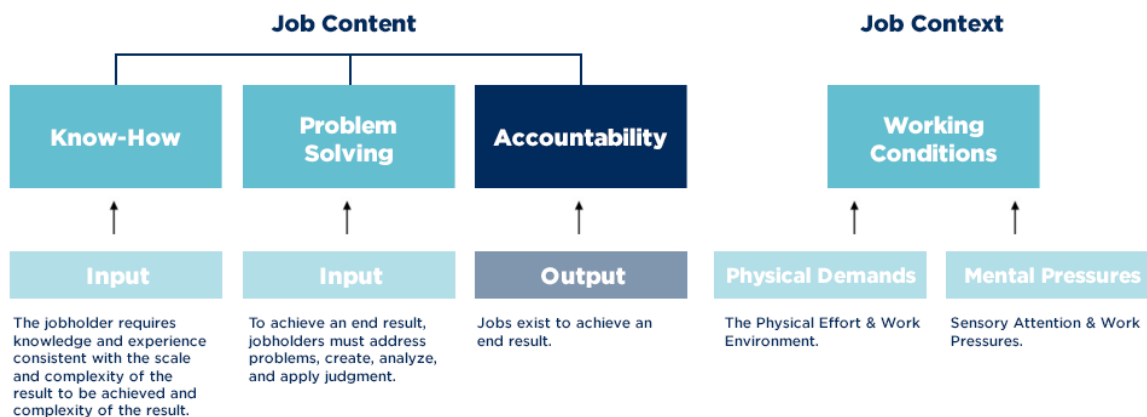 Job Content
Job Context
Know-How
Problem
Solving
Accountability
Working
Conditions
Input
Input
Output
Physical Demands
Mental Pressures
The jobholder requires
knowledge and experience
consistent with the scale
and complexity of the
result to be achieved and
complexity of the result.
To achieve an end result,
jobholders must address
problems, create, analyze,
and apply judgment.
Jobs exist to achieve an
end result.
The Physical Effort & Work
Environment.
Sensory Attention & Work
Pressures.